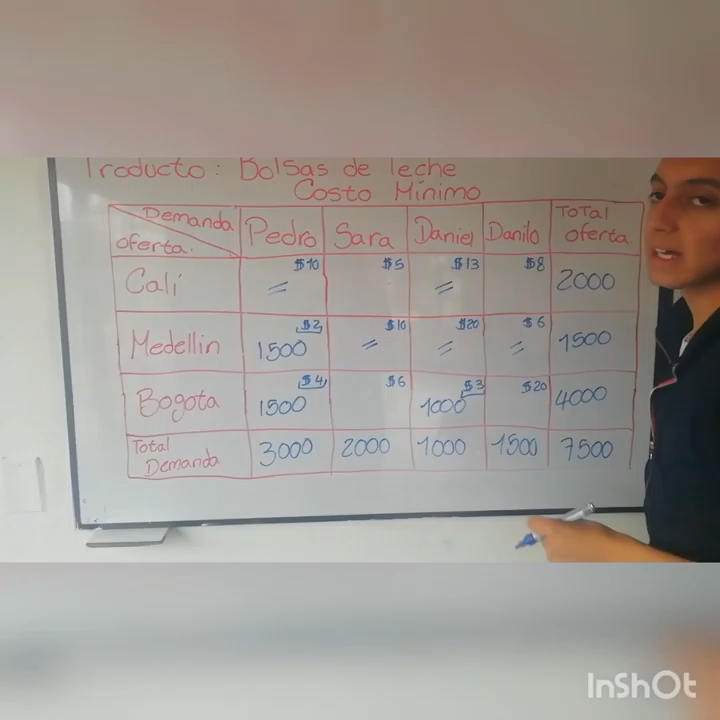 Producto: Bolsas de leche
Costo Mínimo
Demanda
oferta.
Pedro Sara Daniel Danilo Total oferta
Cali $10 = $5 $13 = $8 2000
Medellin $2 1500 $10 = $20 = $6 = 1500
Bogota $4 1500 $6 $3 1000 $20 4000
Total Demanda 3000 2000 1000 1500 7500
InShOt